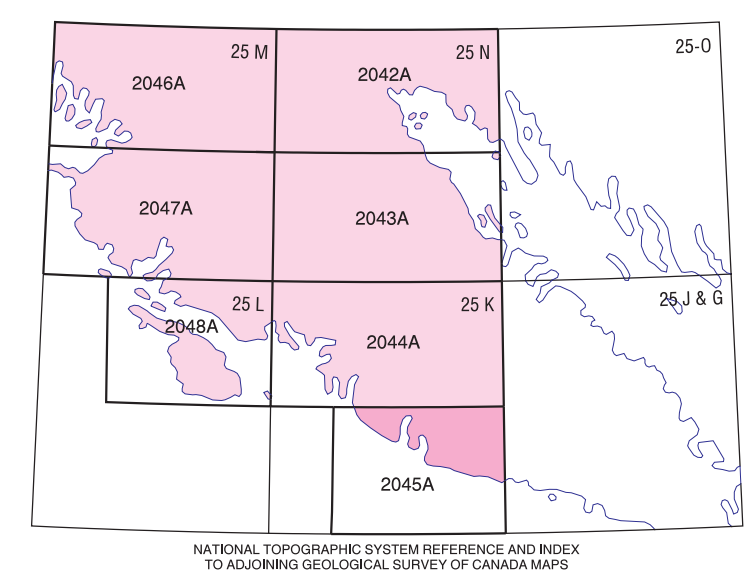 25 M
25 N
25-O
2046A
2042A
2047A
2043A
25 L
25 K
25 J & G
2048A
2044A
2045A
NATIONAL TOPOGRAPHIC SYSTEM REFERENCE AND INDEX
TO ADJOINING GEOLOGICAL SURVEY OF CANADA MAPS